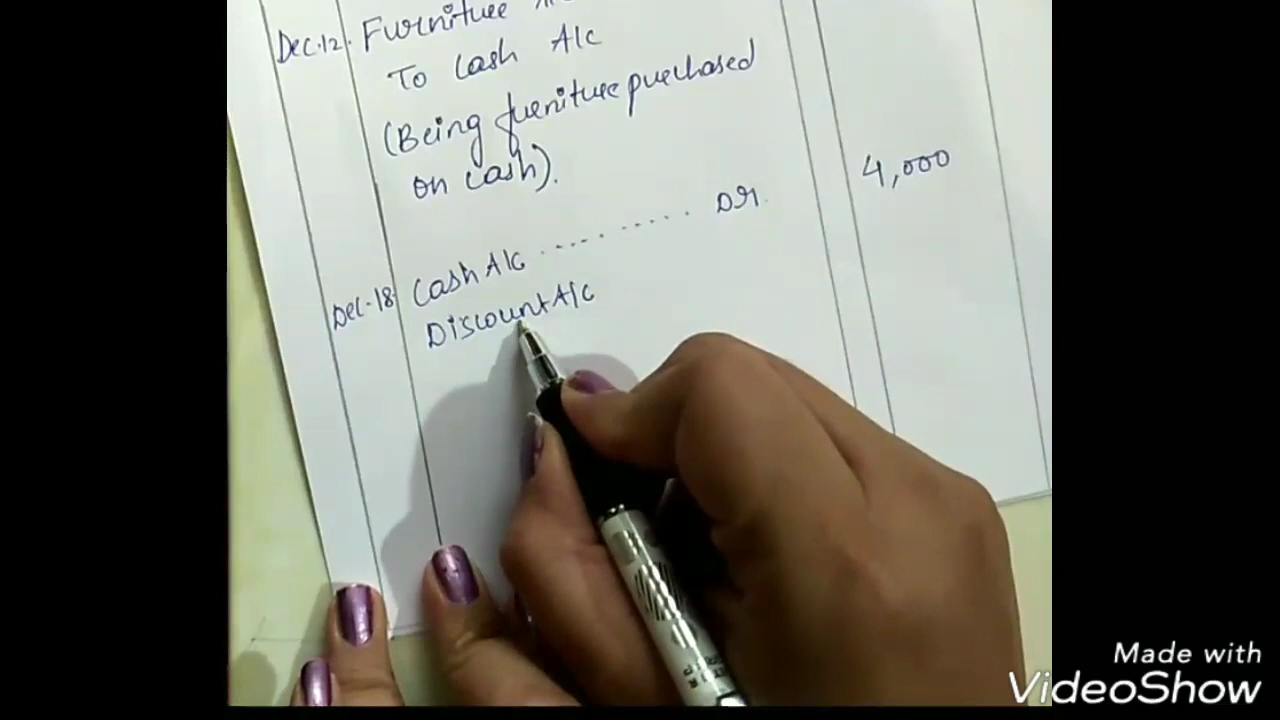 Dec.12. Furniture
To Cash A/c
(Being furniture purchased
on cash).
4,000
Dec-18 Cash A/c .......... Dr.
Discount A/c
Made with
VideoShow